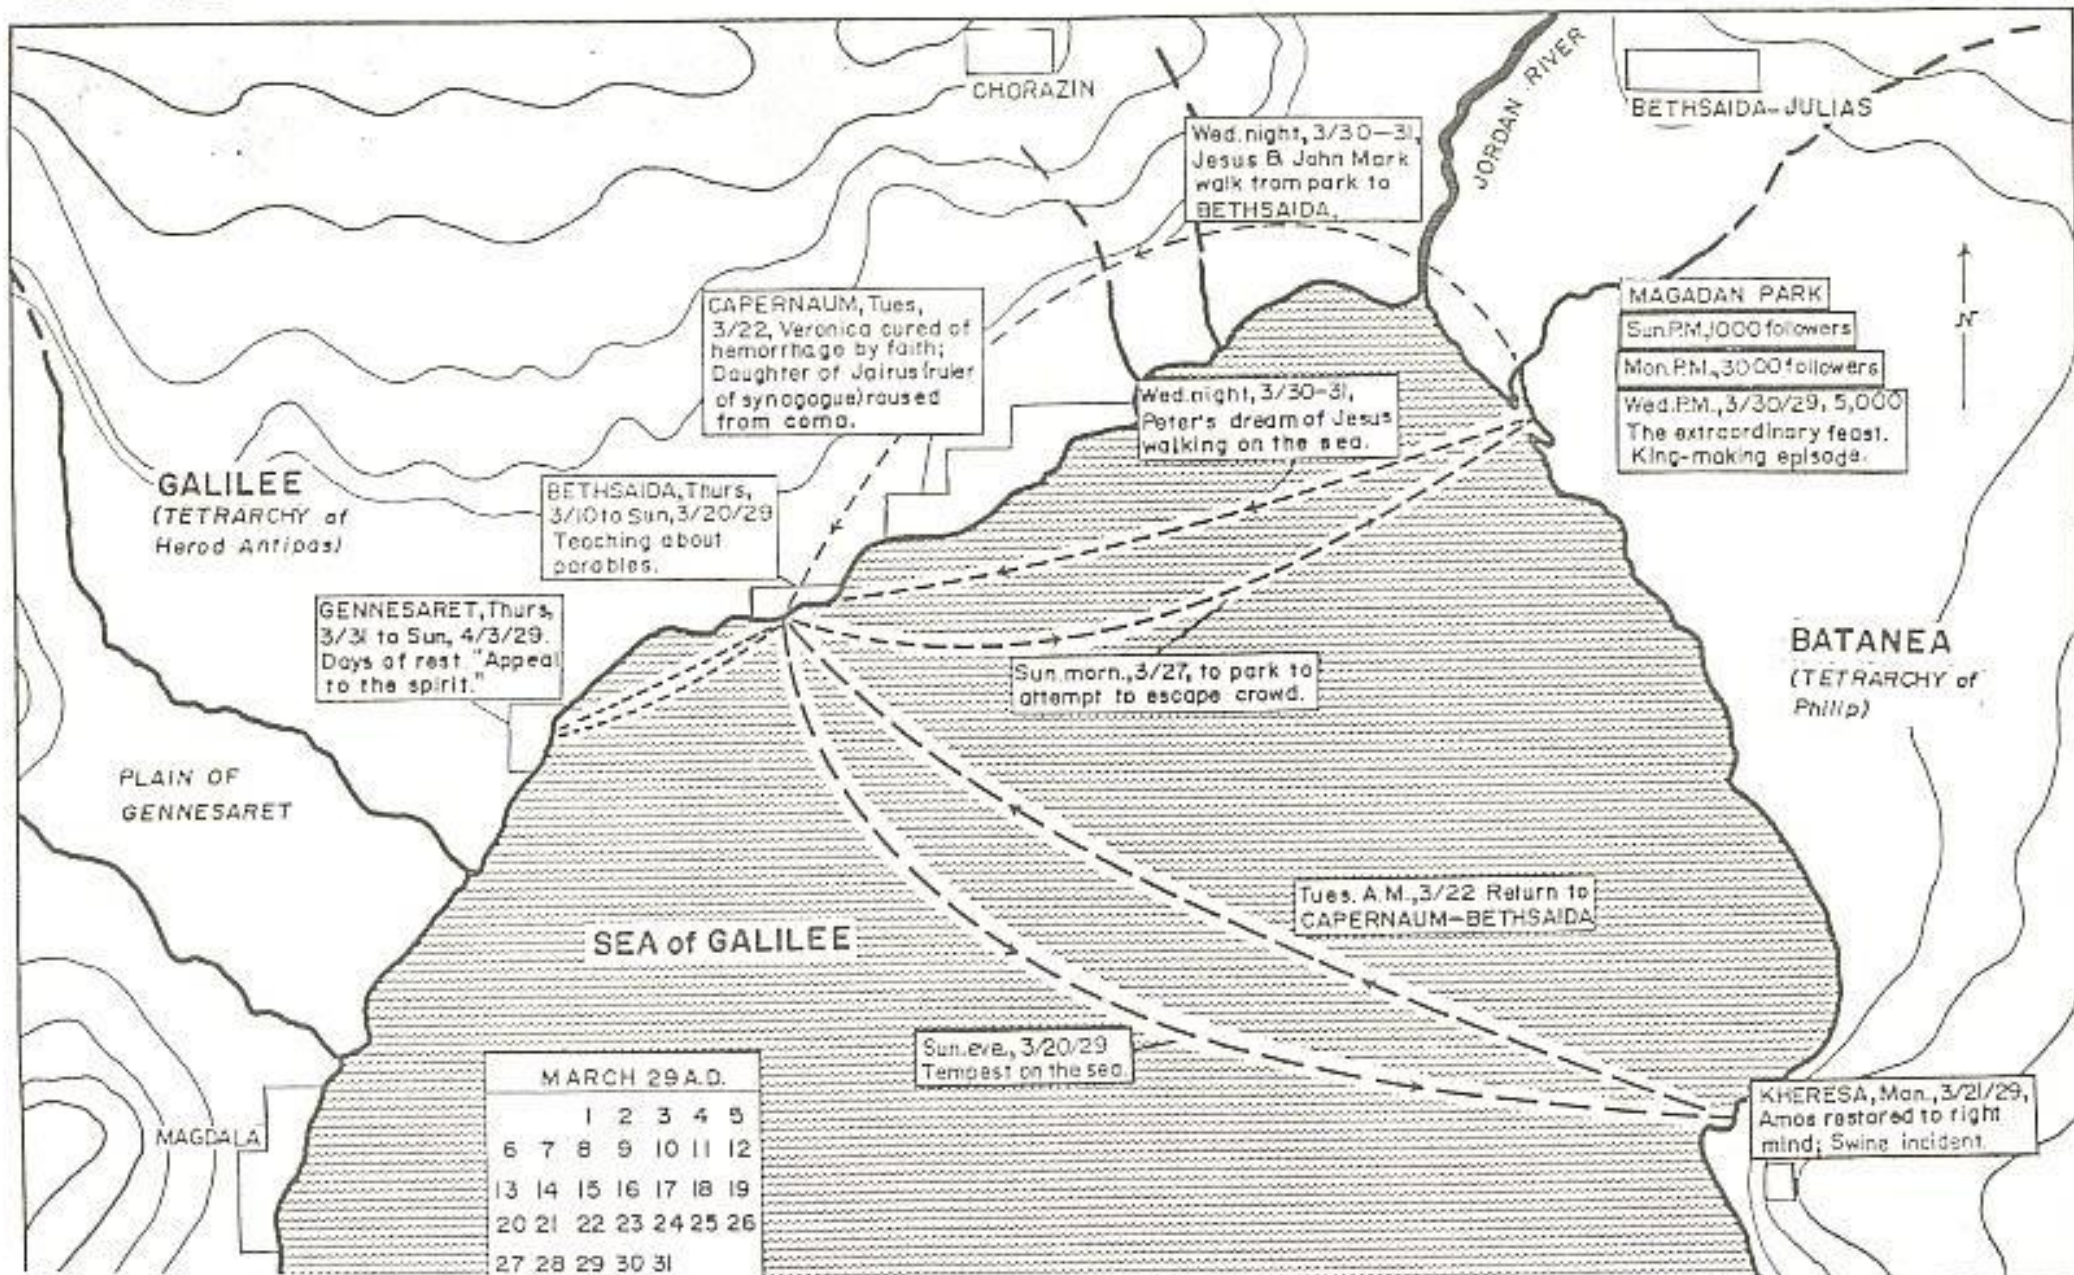 CHORAZIN
JORDAN RIVER
BETHSAIDA-JULIAS
Wed. night, 3/30-31,
Jesus & John Mark
walk from park to
BETHSAIDA.
MAGADAN PARK
Sun. P.M., 1000 followers
Mon. P.M., 3000 followers
Wed. P.M., 3/30/29, 5,000
The extraordinary feast.
King-making episode.
N
CAPERNAUM, Tues,
3/22, Veronica cured of
hemorrhage by faith;
Daughter of Jairus (ruler
of synagogue) roused
from coma.
Wed. night, 3/30-31,
Peter's dream of Jesus
walking on the sea.
GALILEE
(TETRARCHY of
Herod Antipas)
BETHSAIDA, Thurs,
3/10 to Sun, 3/20/29
Teaching about
parables.
GENNESARET, Thurs,
3/31 to Sun, 4/3/29.
Days of rest. "Appeal
to the spirit."
Sun. morn., 3/27, to park to
attempt to escape crowd.
BATANEA
(TETRARCHY of
Philip)
PLAIN OF
GENNESARET
Tues. A.M., 3/22 Return to
CAPERNAUM-BETHSAIDA
SEA of GALILEE
Sun. eve., 3/20/29
Tempest on the sea.
KHERESA, Mon., 3/21/29,
Amos restored to right
mind; Swine incident.
MAGDALA
MARCH 29 A.D.
1 2 3 4 5
6 7 8 9 10 11 12
13 14 15 16 17 18 19
20 21 22 23 24 25 26
27 28 29 30 31